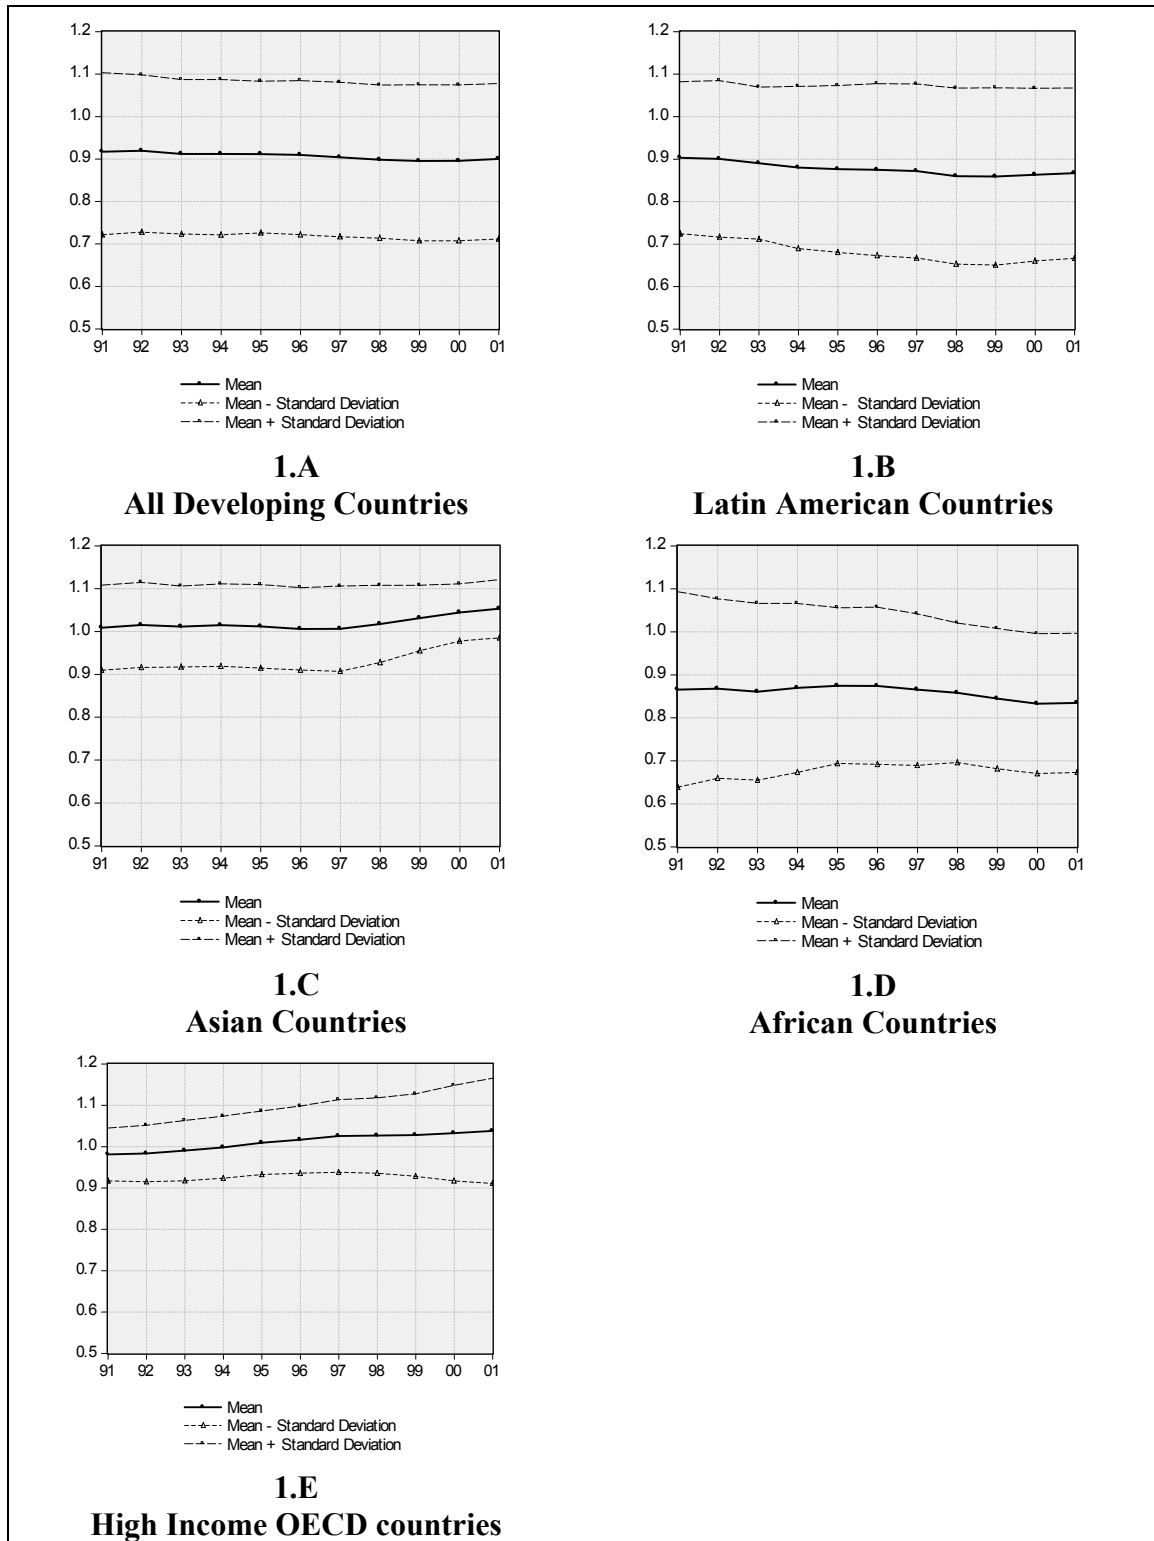 1.2
1.1
1.0
0.9
0.8
0.7
0.6
0.5
91 92 93 94 95 96 97 98 99 00 01
Mean
Mean - Standard Deviation
Mean + Standard Deviation
1.A
All Developing Countries
1.2
1.1
1.0
0.9
0.8
0.7
0.6
0.5
91 92 93 94 95 96 97 98 99 00 01
Mean
Mean - Standard Deviation
Mean + Standard Deviation
1.B
Latin American Countries
1.2
1.1
1.0
0.9
0.8
0.7
0.6
0.5
91 92 93 94 95 96 97 98 99 00 01
Mean
Mean - Standard Deviation
Mean + Standard Deviation
1.C
Asian Countries
1.2
1.1
1.0
0.9
0.8
0.7
0.6
0.5
91 92 93 94 95 96 97 98 99 00 01
Mean
Mean - Standard Deviation
Mean + Standard Deviation
1.D
African Countries
1.2
1.1
1.0
0.9
0.8
0.7
0.6
0.5
91 92 93 94 95 96 97 98 99 00 01
Mean
Mean - Standard Deviation
Mean + Standard Deviation
1.E
High Income OECD countries